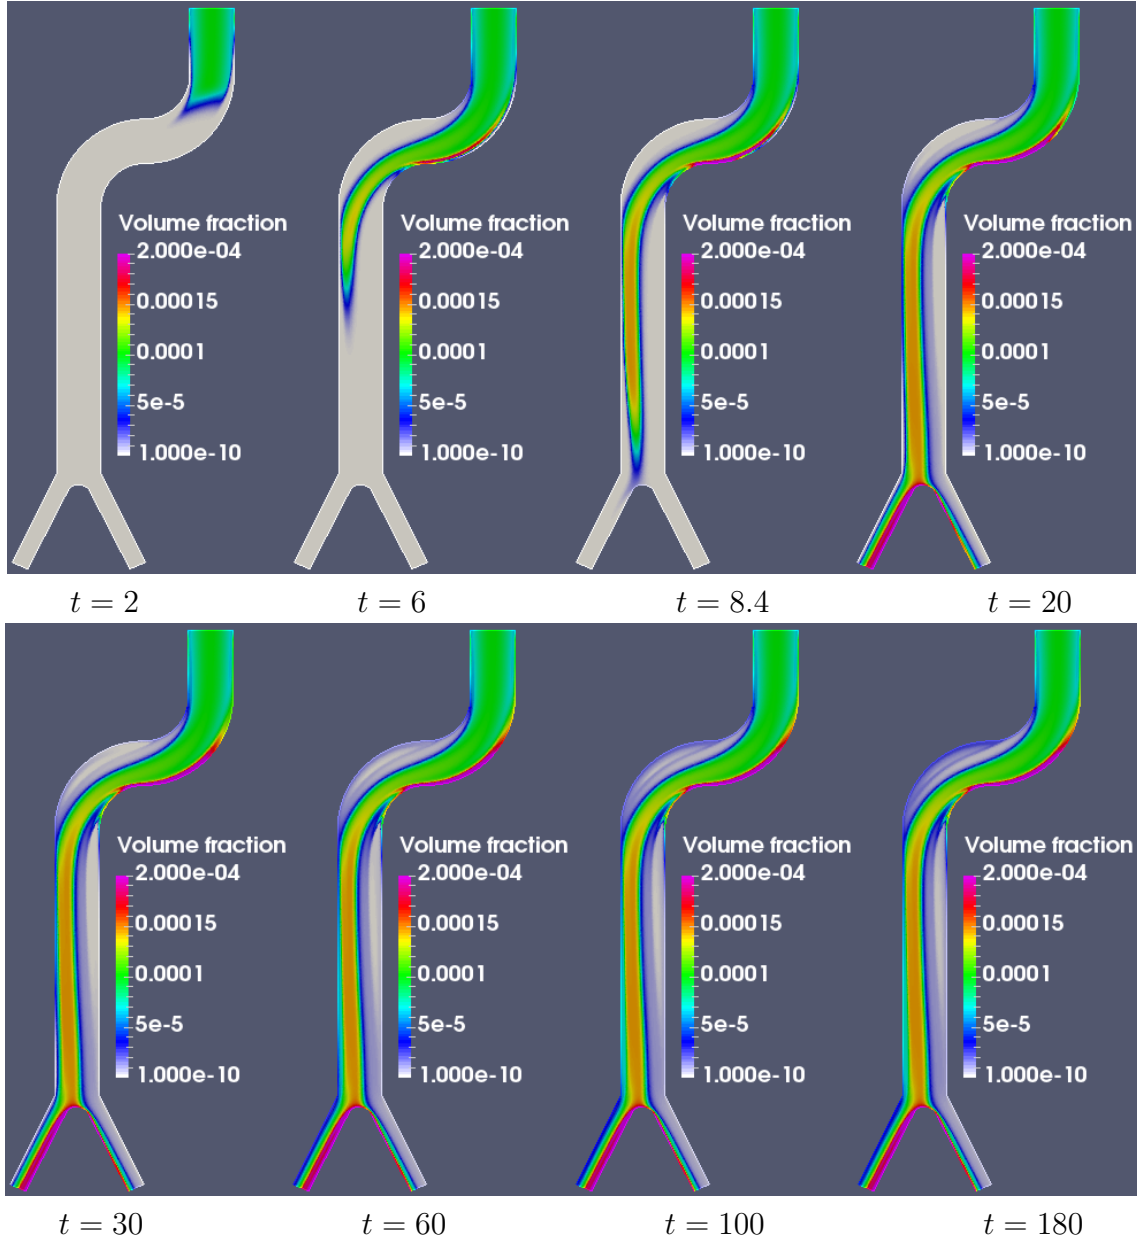 Volume fraction Volume fraction Volume fraction Volume fraction
2.000e-04 2.000e-04 2.000e-04 2.000e-04
0.00015 0.00015 0.00015 0.00015
0.0001 0.0001 0.0001 0.0001
5e-5 5e-5 5e-5 5e-5
1.000e-10 1.000e-10 1.000e-10 1.000e-10
t = 2 t = 6 t = 8.4 t = 20
Volume fraction Volume fraction Volume fraction Volume fraction
2.000e-04 2.000e-04 2.000e-04 2.000e-04
0.00015 0.00015 0.00015 0.00015
0.0001 0.0001 0.0001 0.0001
5e-5 5e-5 5e-5 5e-5
1.000e-10 1.000e-10 1.000e-10 1.000e-10
t = 30 t = 60 t = 100 t = 180